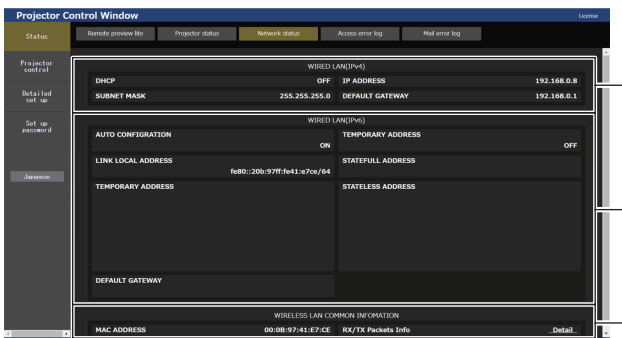 Projector Control Window
License
Status
Remote preview lite
Projector status
Network status
Access error log
Mail error log
Projector
control
Detailed
set up
Set up
password
Japanese
WIRED LAN(IPv4)
DHCP OFF IP ADDRESS 192.168.0.8
SUBNET MASK 255.255.255.0 DEFAULT GATEWAY 192.168.0.1
WIRED LAN(IPv6)
AUTO CONFIGRATION TEMPORARY ADDRESS
ON OFF
LINK LOCAL ADDRESS STATEFULL ADDRESS
fe80::20b:97ff:fe41:e7ce/64
TEMPORARY ADDRESS STATELESS ADDRESS
DEFAULT GATEWAY
WIRELESS LAN COMMON INFOMATION
MAC ADDRESS 00:0B:97:41:E7:CE RX/TX Packets Info Detail